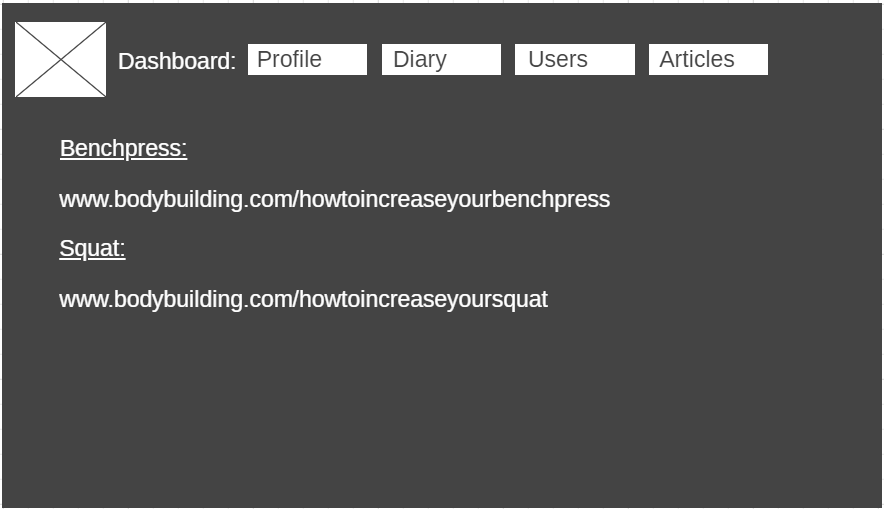 Dashboard: Profile Diary Users Articles
Benchpress:
www.bodybuilding.com/howtoincreaseyourbenchpress
Squat:
www.bodybuilding.com/howtoincreaseyoursquat